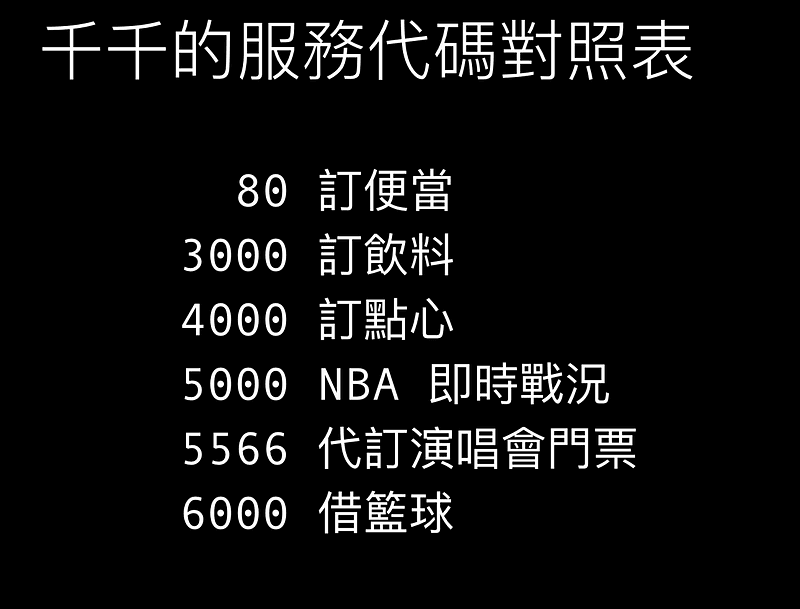 千千的服務代碼對照表
80 訂便當
3000 訂飲料
4000 訂點心
5000 NBA 即時戰況
5566 代訂演唱會門票
6000 借籃球